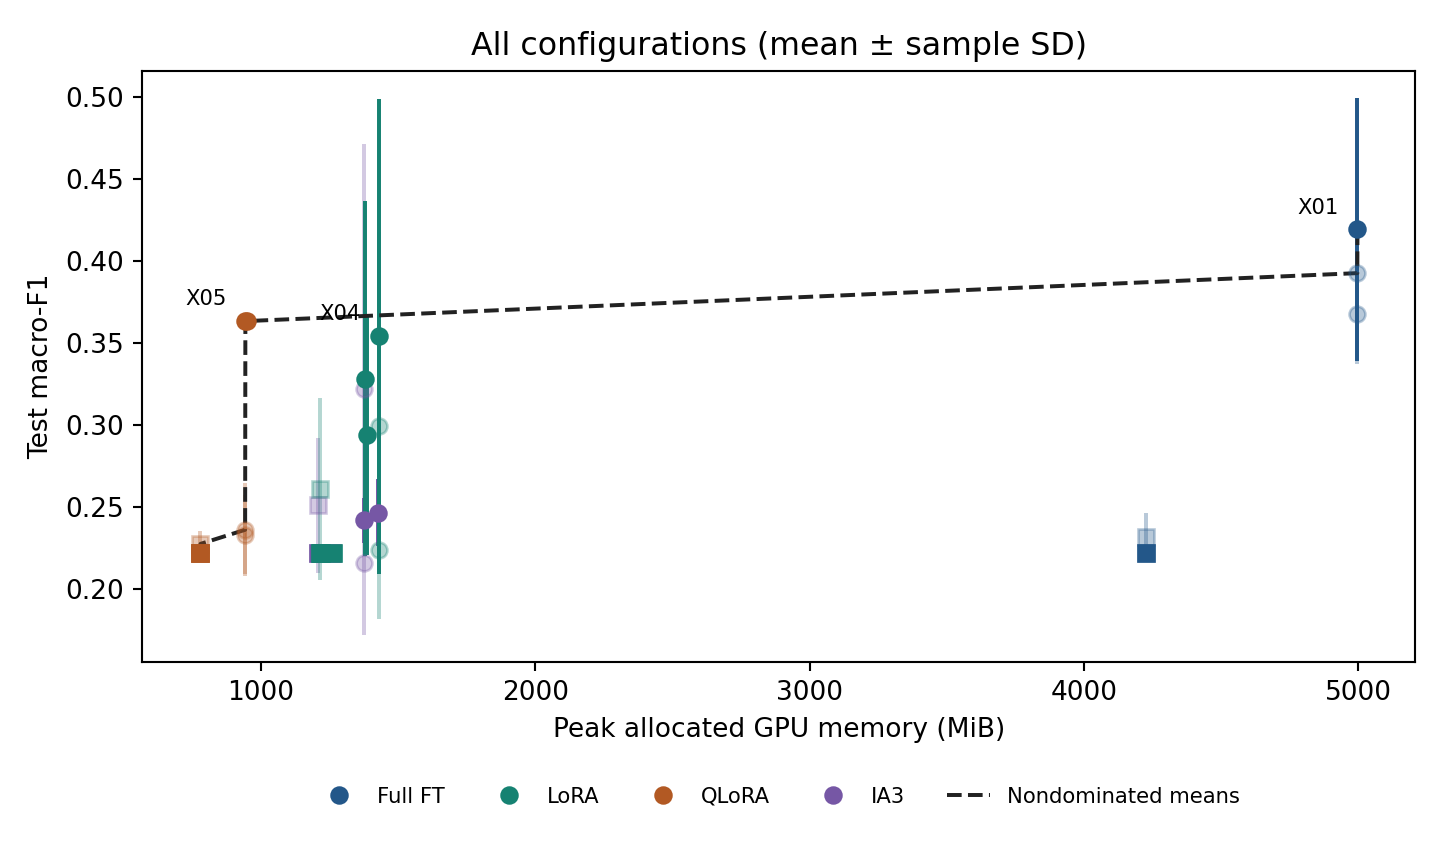 All configurations (mean ± sample SD)
0.50
0.45
0.40
0.35
0.30
0.25
0.20
Test macro-F1
X01
X05
X04
1000 2000 3000 4000 5000
Peak allocated GPU memory (MiB)
Full FT LoRA QLoRA IA3 Nondominated means